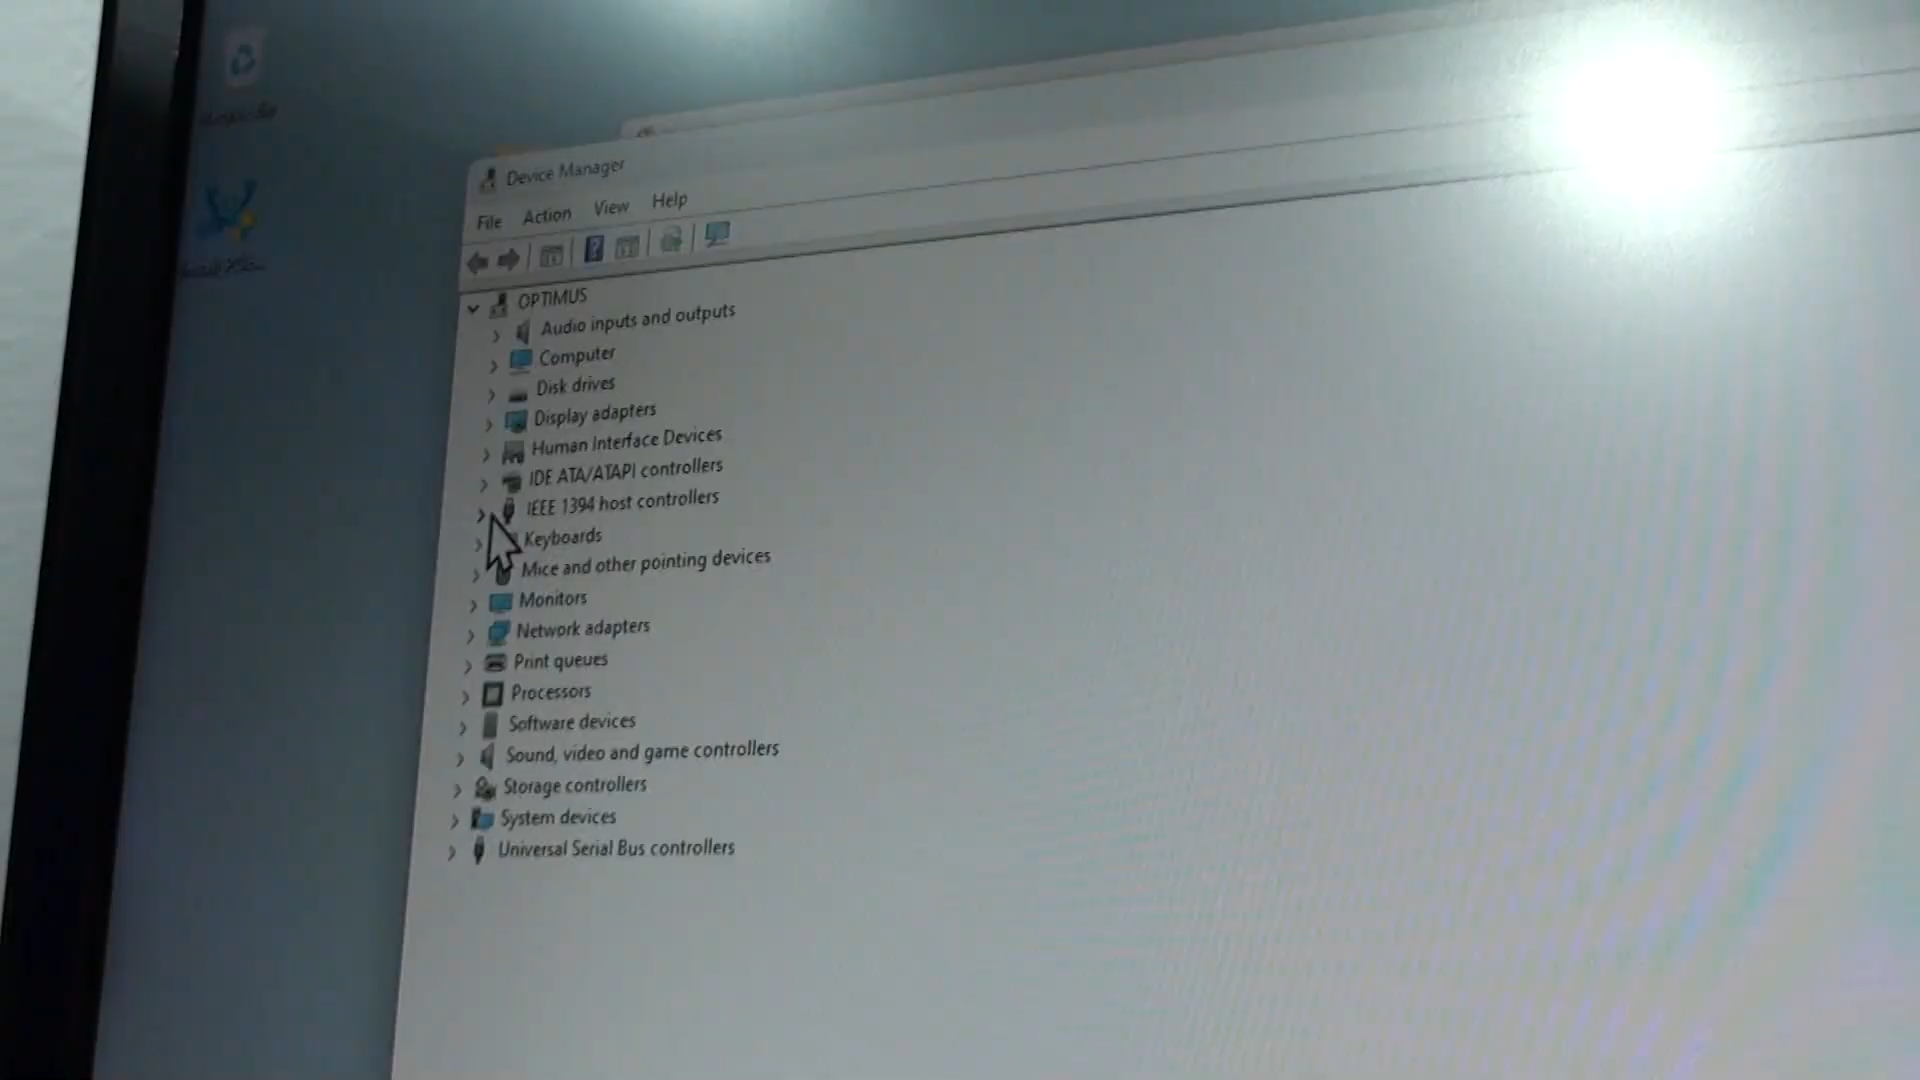 Device Manager
File Action View Help
OPTIMUS
Audio inputs and outputs
Computer
Disk drives
Display adapters
Human Interface Devices
IDE ATA/ATAPI controllers
IEEE 1394 host controllers
Keyboards
Mice and other pointing devices
Monitors
Network adapters
Print queues
Processors
Software devices
Sound, video and game controllers
Storage controllers
System devices
Universal Serial Bus controllers